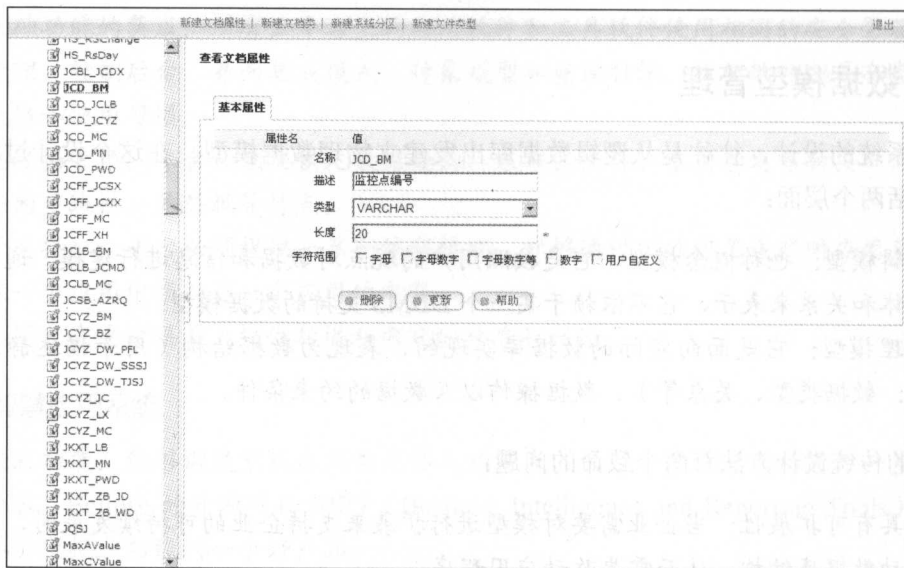 新建文档属性 | 新建文档类 | 新建系统分区 | 新建文件类型
退出
HS_RSChange
HS_RsDay
JCBL_JCDX
JCD_BM
JCD_JCLB
JCD_JCYZ
JCD_MC
JCD_MN
JCD_PWD
JCFF_JCSX
JCFF_JCXX
JCFF_MC
JCFF_XH
JCLB_BM
JCLB_JCMD
JCLB_MC
JCSB_AZRQ
JCYZ_BM
JCYZ_BZ
JCYZ_DW_PFL
JCYZ_DW_SSSJ
JCYZ_DW_TJSJ
JCYZ_JC
JCYZ_LX
JCYZ_MC
JKXT_LB
JKXT_MN
JKXT_PWD
JKXT_ZB_JD
JKXT_ZB_WD
JQSJ
MaxAValue
MaxCValue
查看文档属性
基本属性
属性名 值
名称 JCD_BM
描述 监控点编号
类型 VARCHAR
长度 20 *
字符范围 字母 字母数字 字母数字等 数字 用户自定义
删除 更新 帮助